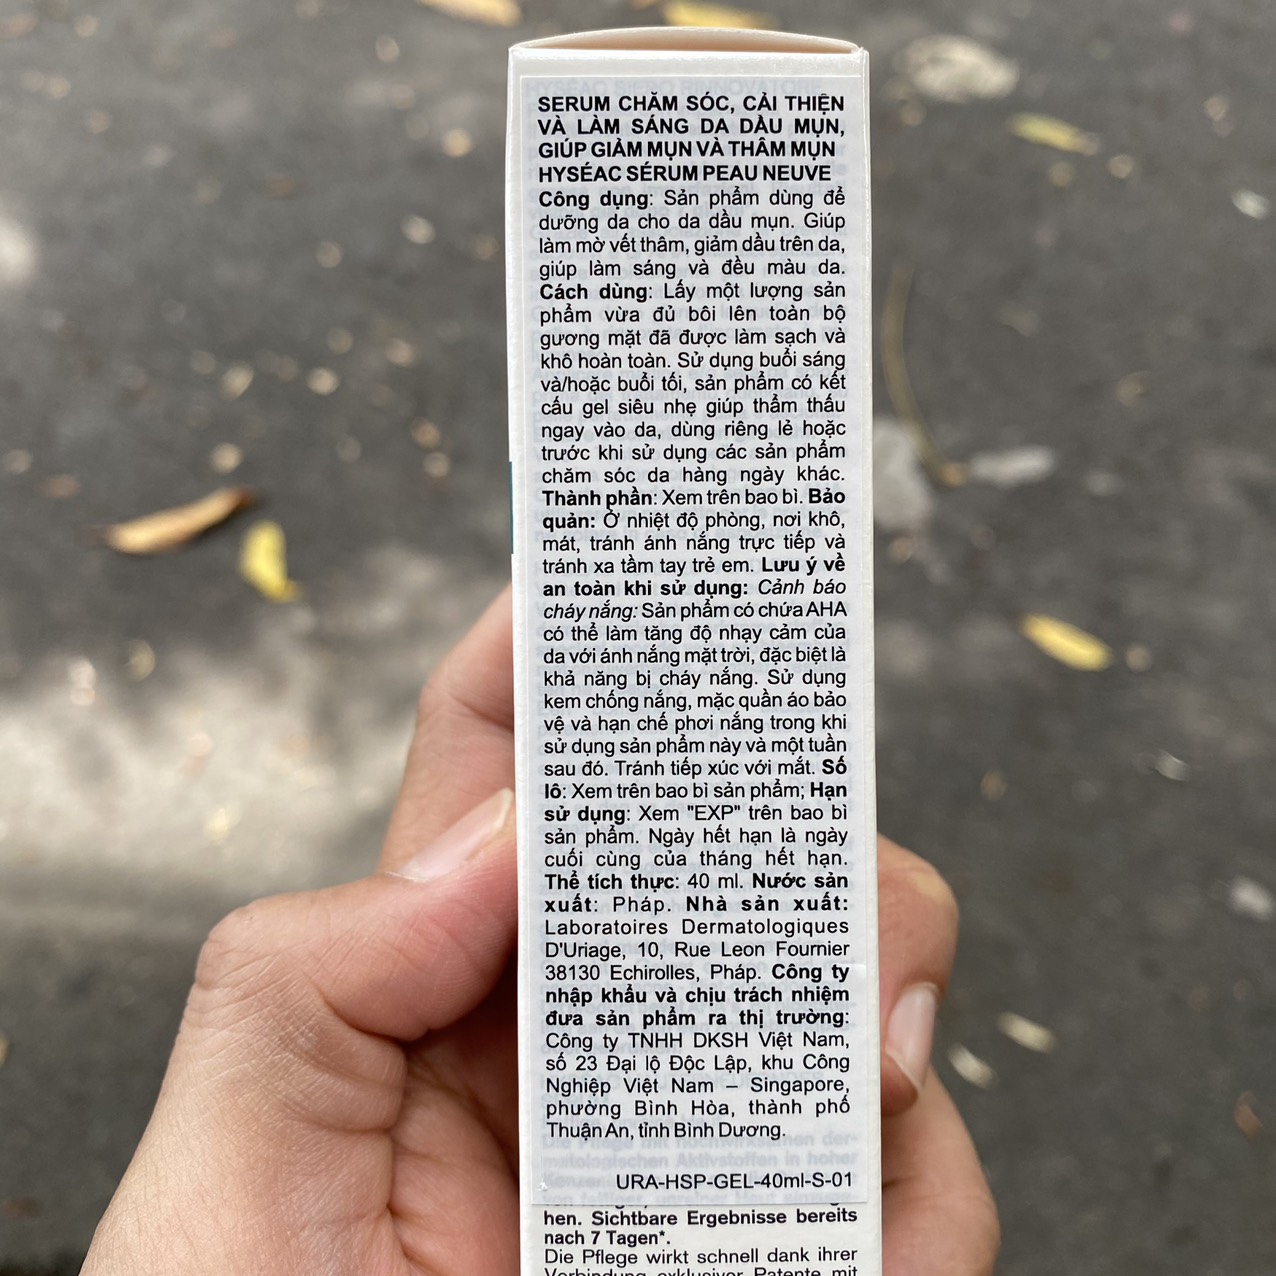 SERUM CHĂM SÓC, CẢI THIỆN
VÀ LÀM SÁNG DA DẦU MỤN,
GIÚP GIẢM MỤN VÀ THÂM MỤN
HYSÉAC SÉRUM PEAU NEUVE
Công dụng: Sản phẩm dùng để
dưỡng da cho da dầu mụn. Giúp
làm mờ vết thâm, giảm dầu trên da,
giúp làm sáng và đều màu da.
Cách dùng: Lấy một lượng sản
phẩm vừa đủ bôi lên toàn bộ
gương mặt đã được làm sạch và
khô hoàn toàn. Sử dụng buổi sáng
và/hoặc buổi tối, sản phẩm có kết
cấu gel siêu nhẹ giúp thẩm thấu
ngay vào da, dùng riêng lẻ hoặc
trước khi sử dụng các sản phẩm
chăm sóc da hàng ngày khác.
Thành phần: Xem trên bao bì. Bảo
quản: Ở nhiệt độ phòng, nơi khô,
mát, tránh ánh nắng trực tiếp và
tránh xa tầm tay trẻ em. Lưu ý về
an toàn khi sử dụng: Cảnh báo
cháy nắng: Sản phẩm có chứa AHA
có thể làm tăng độ nhạy cảm của
da với ánh nắng mặt trời, đặc biệt là
khả năng bị cháy nắng. Sử dụng
kem chống nắng, mặc quần áo bảo
vệ và hạn chế phơi nắng trong khi
sử dụng sản phẩm này và một tuần
sau đó. Tránh tiếp xúc với mắt. Số
lô: Xem trên bao bì sản phẩm; Hạn
sử dụng: Xem "EXP" trên bao bì
sản phẩm. Ngày hết hạn là ngày
cuối cùng của tháng hết hạn.
Thể tích thực: 40 ml. Nước sản
xuất: Pháp. Nhà sản xuất:
Laboratoires Dermatologiques
D'Uriage, 10, Rue Leon Fournier
38130 Echirolles, Pháp. Công ty
nhập khẩu và chịu trách nhiệm
đưa sản phẩm ra thị trường:
Công ty TNHH DKSH Việt Nam,
số 23 Đại lộ Độc Lập, khu Công
Nghiệp Việt Nam – Singapore,
phường Bình Hòa, thành phố
Thuận An, tỉnh Bình Dương.
Die Pflege mit hochwirksamen der-
matologischen Aktivstoffen in hoher
URA-HSP-GEL-40ml-S-01
hen. Sichtbare Ergebnisse bereits
nach 7 Tagen*.
Die Pflege wirkt schnell dank ihrer
Verbindung exklusiver Patente mit